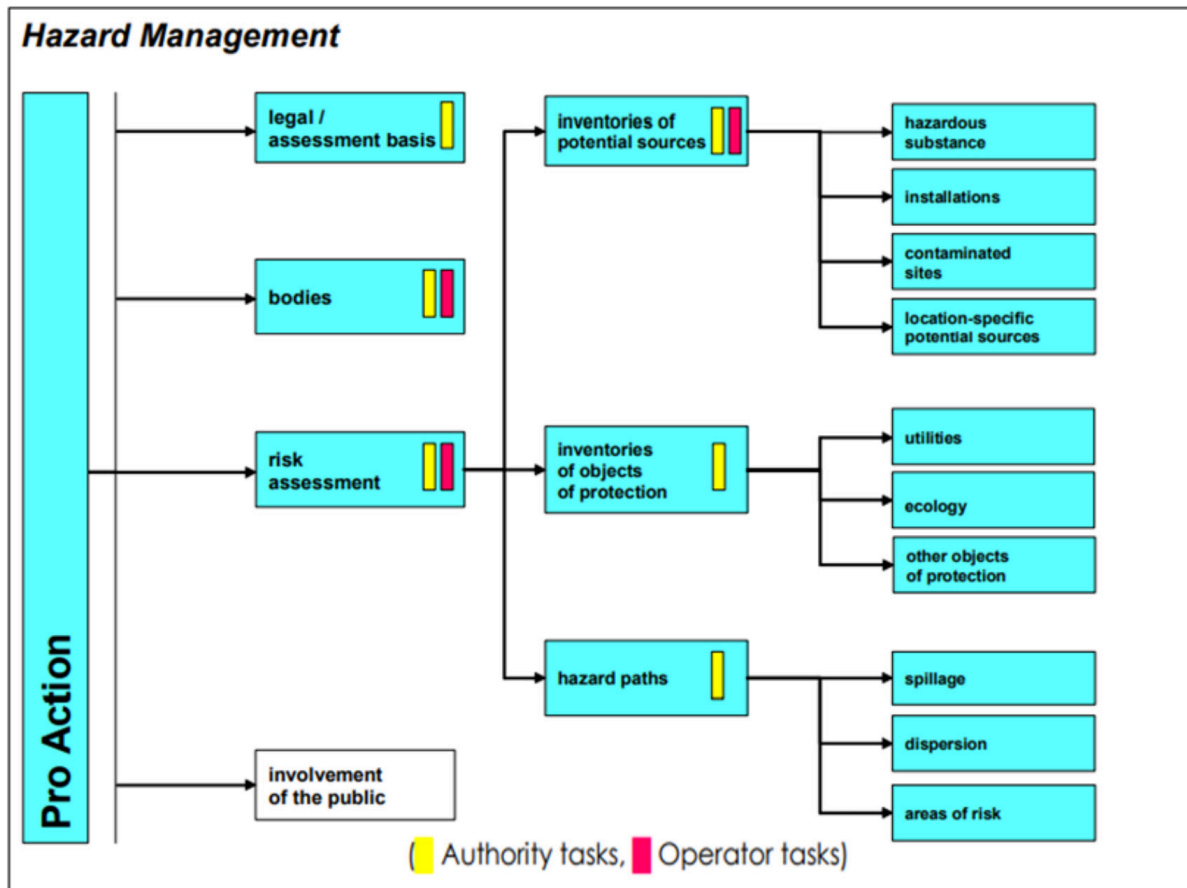 Hazard Management
Pro Action
legal /
assessment basis
bodies
risk
assessment
involvement
of the public
inventories of
potential sources
inventories
of objects
of protection
hazard paths
hazardous
substance
installations
contaminated
sites
location-specific
potential sources
utilities
ecology
other objects
of protection
spillage
dispersion
areas of risk
( Authority tasks, Operator tasks)